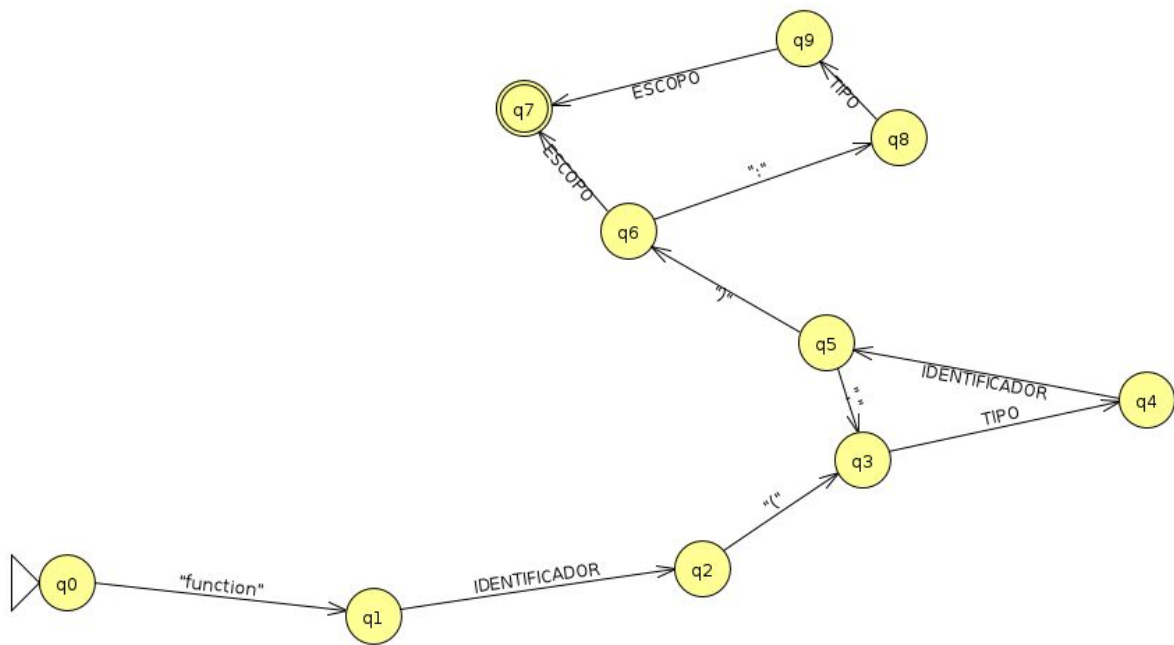 q9
ESCOPO
TIPO
q7
q8
ESCOPO
":"
q6
")"
q5
IDENTIFICADOR
q4
","
TIPO
q3
"("
q2
IDENTIFICADOR
q0
"function"
q1